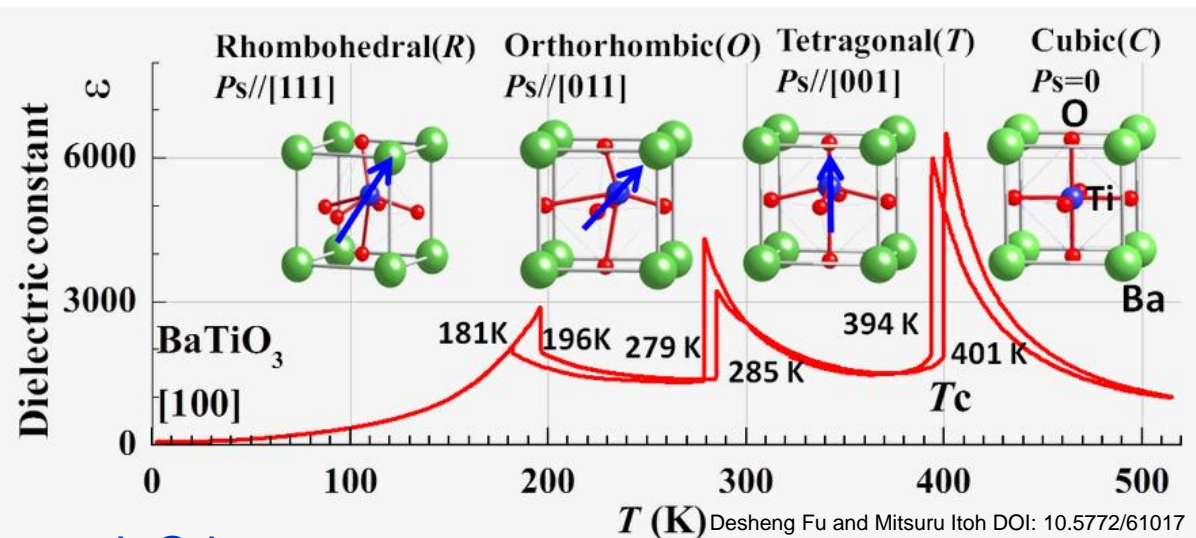 Rhombohedral(R) Orthorhombic(O) Tetragonal(T) Cubic(C)
Ps//[111] Ps//[011] Ps//[001] Ps=0
Dielectric constant ε
6000
3000
0
O
Ti
Ba
181K 196K 279 K 285 K 394 K 401 K
BaTiO₃
[100]
Tc
0 100 200 300 400 500
T (K) Desheng Fu and Mitsuru Itoh DOI: 10.5772/61017